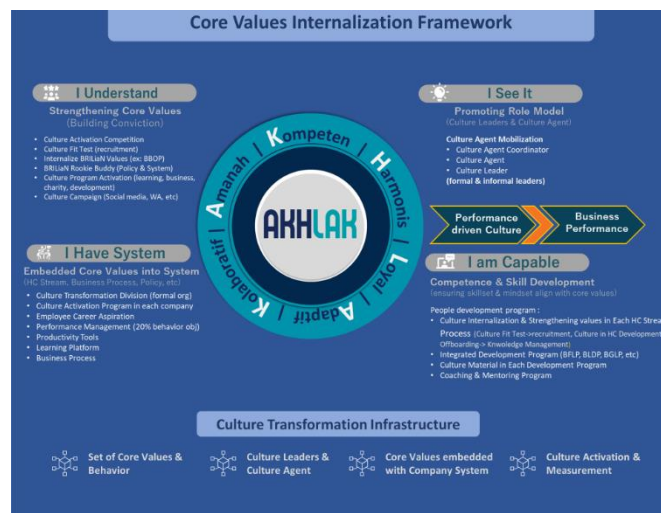 Core Values Internalization Framework
I Understand
Strengthening Core Values
(Building Conviction)
• Culture Activation Competition
• Culture Fit Test (recruitment)
• Internalize BRILiaN Values (ex: BBOP)
• BRILiaN Rookie Buddy (Policy & System)
• Culture Program Activation (learning, business,
charity, development)
• Culture Campaign (Social media, WA, etc)
I Have System
Embedded Core Values into System
(HC Stream, Business Process, Policy, etc)
• Culture Transformation Division (formal org)
• Culture Activation Program in each company
• Employee Career Aspiration
• Performance Management (20% behavior obj)
• Productivity Tools
• Learning Platform
• Business Process
Amanah | Kompeten | Harmonis | Loyal | Adaptif | Kolaboratif |
AKHLAK
I See It
Promoting Role Model
(Culture Leaders & Culture Agent)
Culture Agent Mobilization
• Culture Agent Coordinator
• Culture Agent
• Culture Leader
(formal & informal leaders)
Performance
driven Culture
Business
Performance
I am Capable
Competence & Skill Development
(ensuring skillset & mindset align with core values)
People development program :
• Culture Internalization & Strengthening values in Each HC Stream
Process (Culture Fit Test->recruitment, Culture in HC Development,
Offboarding-> Knwoledge Management)
• Integrated Development Program (BFLP, BLDP, BGLP, etc)
• Culture Material in Each Development Program
• Coaching & Mentoring Program
Culture Transformation Infrastructure
Set of Core Values &
Behavior
Culture Leaders &
Culture Agent
Core Values embedded
with Company System
Culture Activation &
Measurement